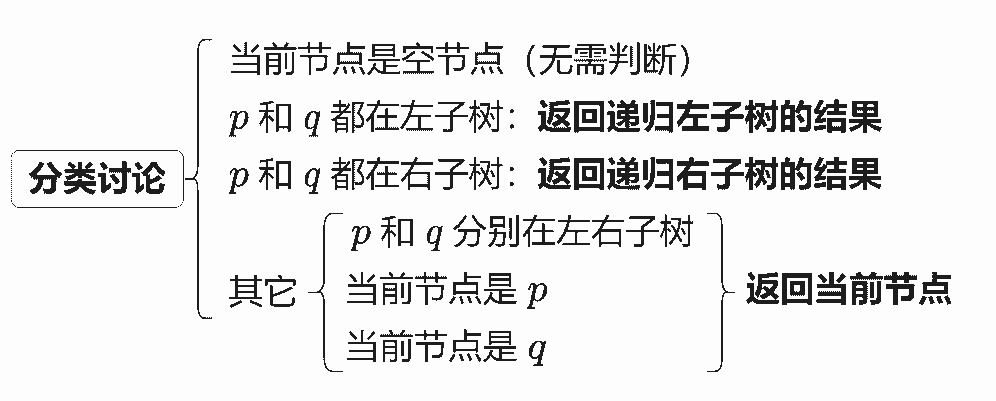 当前节点是空节点（无需判断）
p 和 q 都在左子树：返回递归左子树的结果
分类讨论
p 和 q 都在右子树：返回递归右子树的结果
其它
p 和 q 分别在左右子树
当前节点是 p
当前节点是 q
返回当前节点